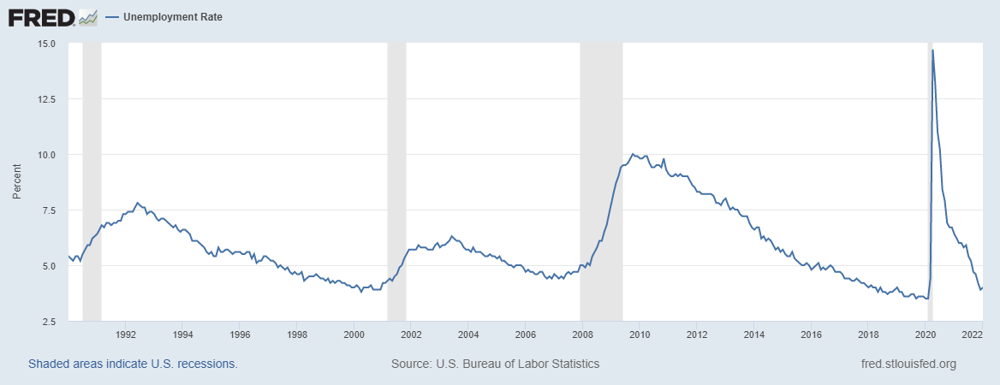 FRED
Unemployment Rate
Percent
15.0
12.5
10.0
7.5
5.0
2.5
1992 1994 1996 1998 2000 2002 2004 2006 2008 2010 2012 2014 2016 2018 2020 2022
Shaded areas indicate U.S. recessions. Source: U.S. Bureau of Labor Statistics fred.stlouisfed.org